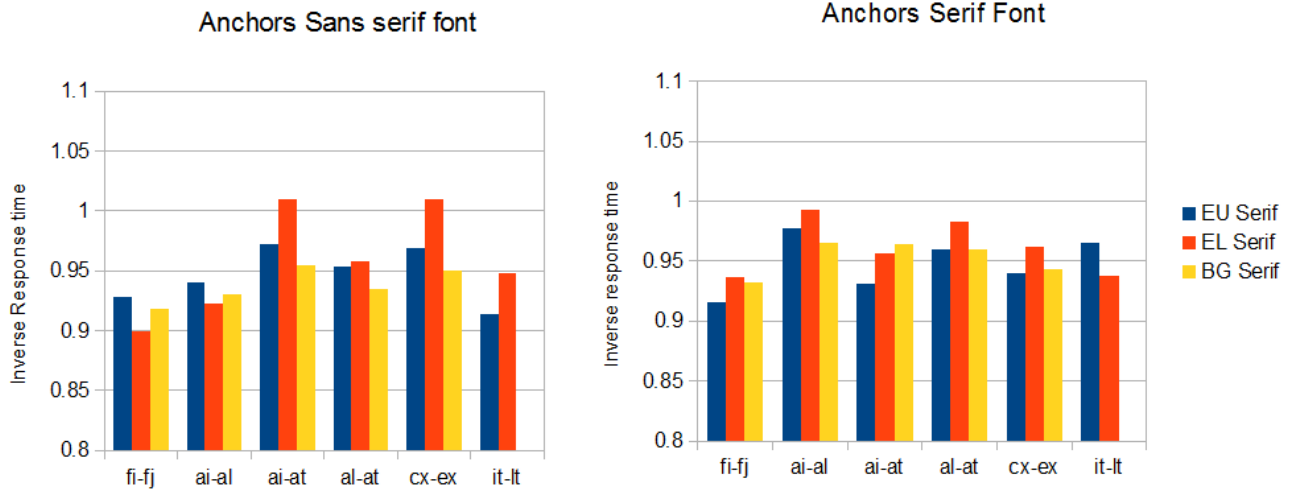 Anchors Sans serif font
Inverse Response time
1.1
1.05
1
0.95
0.9
0.85
0.8
fi-fj ai-al ai-at al-at cx-ex it-lt
Anchors Serif Font
Inverse response time
1.1
1.05
1
0.95
0.9
0.85
0.8
fi-fj ai-al ai-at al-at cx-ex it-lt
EU Serif
EL Serif
BG Serif